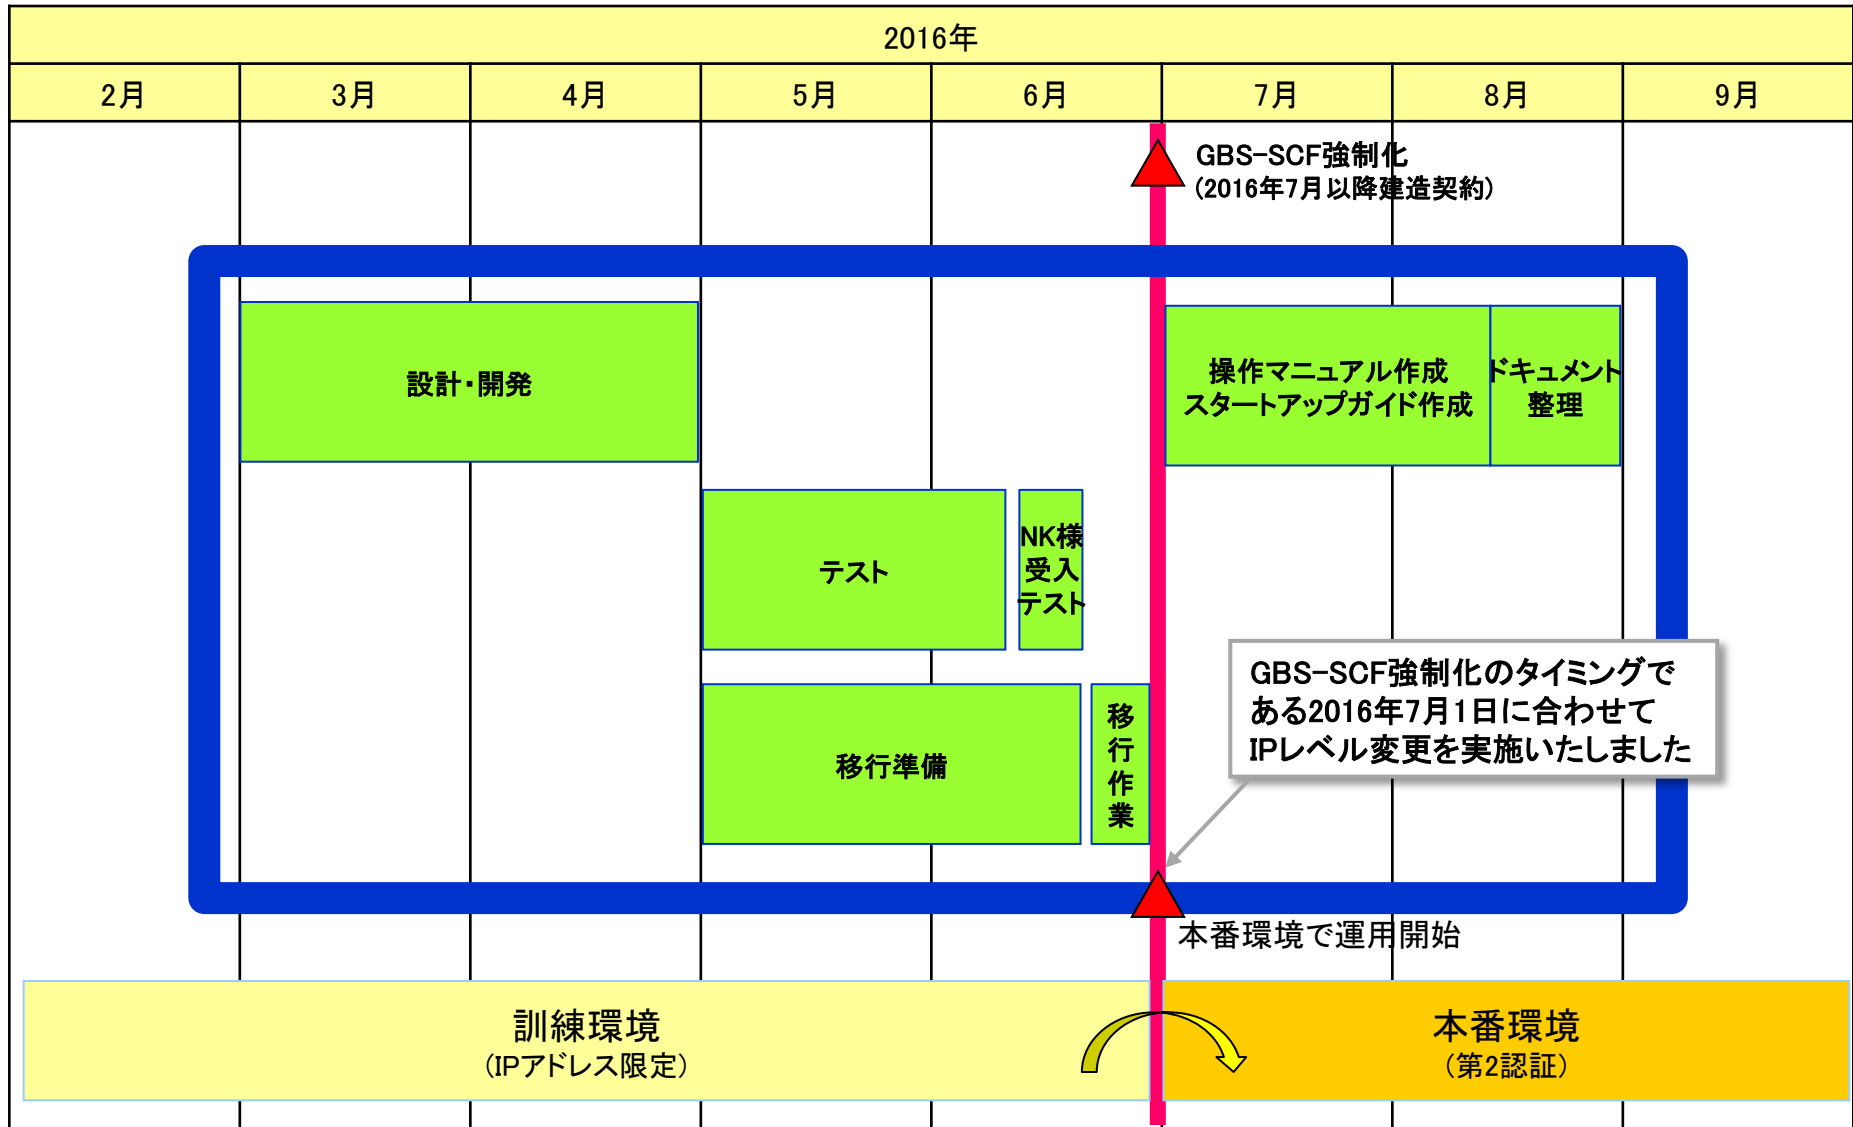 2016年
2月
3月
4月
5月
6月
7月
8月
9月
GBS-SCF強制化
(2016年7月以降建造契約)
設計・開発
操作マニュアル作成
スタートアップガイド作成
ドキュメント
整理
テスト
NK様
受入
テスト
移行準備
移
行
作
業
GBS-SCF強制化のタイミングで
ある2016年7月1日に合わせて
IPレベル変更を実施いたしました
本番環境で運用開始
訓練環境
(IPアドレス限定)
本番環境
(第2認証)